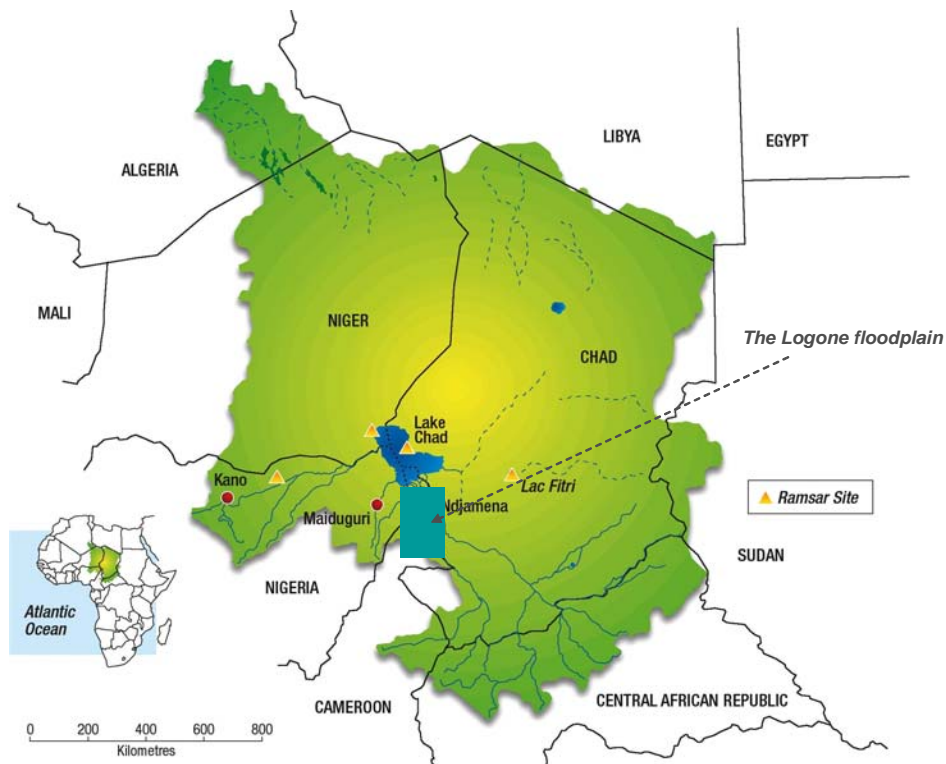 LIBYA
EGYPT
ALGERIA
MALI
NIGER
The Logone floodplain
CHAD
Lake
Chad
Kano
Lac Fitri
Ramsar Site
Ndjamena
Maiduguri
SUDAN
NIGERIA
Atlantic
Ocean
CENTRAL AFRICAN REPUBLIC
CAMEROON
0 200 400 600 800
Kilometres